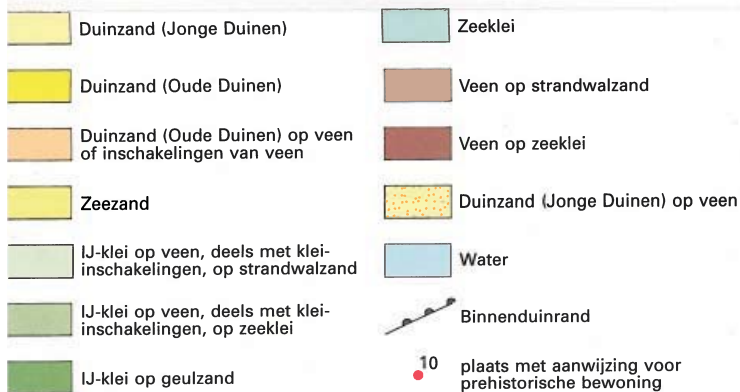 Duinzand (Jonge Duinen)
Duinzand (Oude Duinen)
Duinzand (Oude Duinen) op veen
of inschakelingen van veen
Zeezand
IJ-klei op veen, deels met klei-
inschakelingen, op strandwalzand
IJ-klei op veen, deels met klei-
inschakelingen, op zeeklei
IJ-klei op geulzand
Zeeklei
Veen op strandwalzand
Veen op zeeklei
Duinzand (Jonge Duinen) op veen
Water
Binnenduinrand
10
plaats met aanwijzing voor
prehistorische bewoning